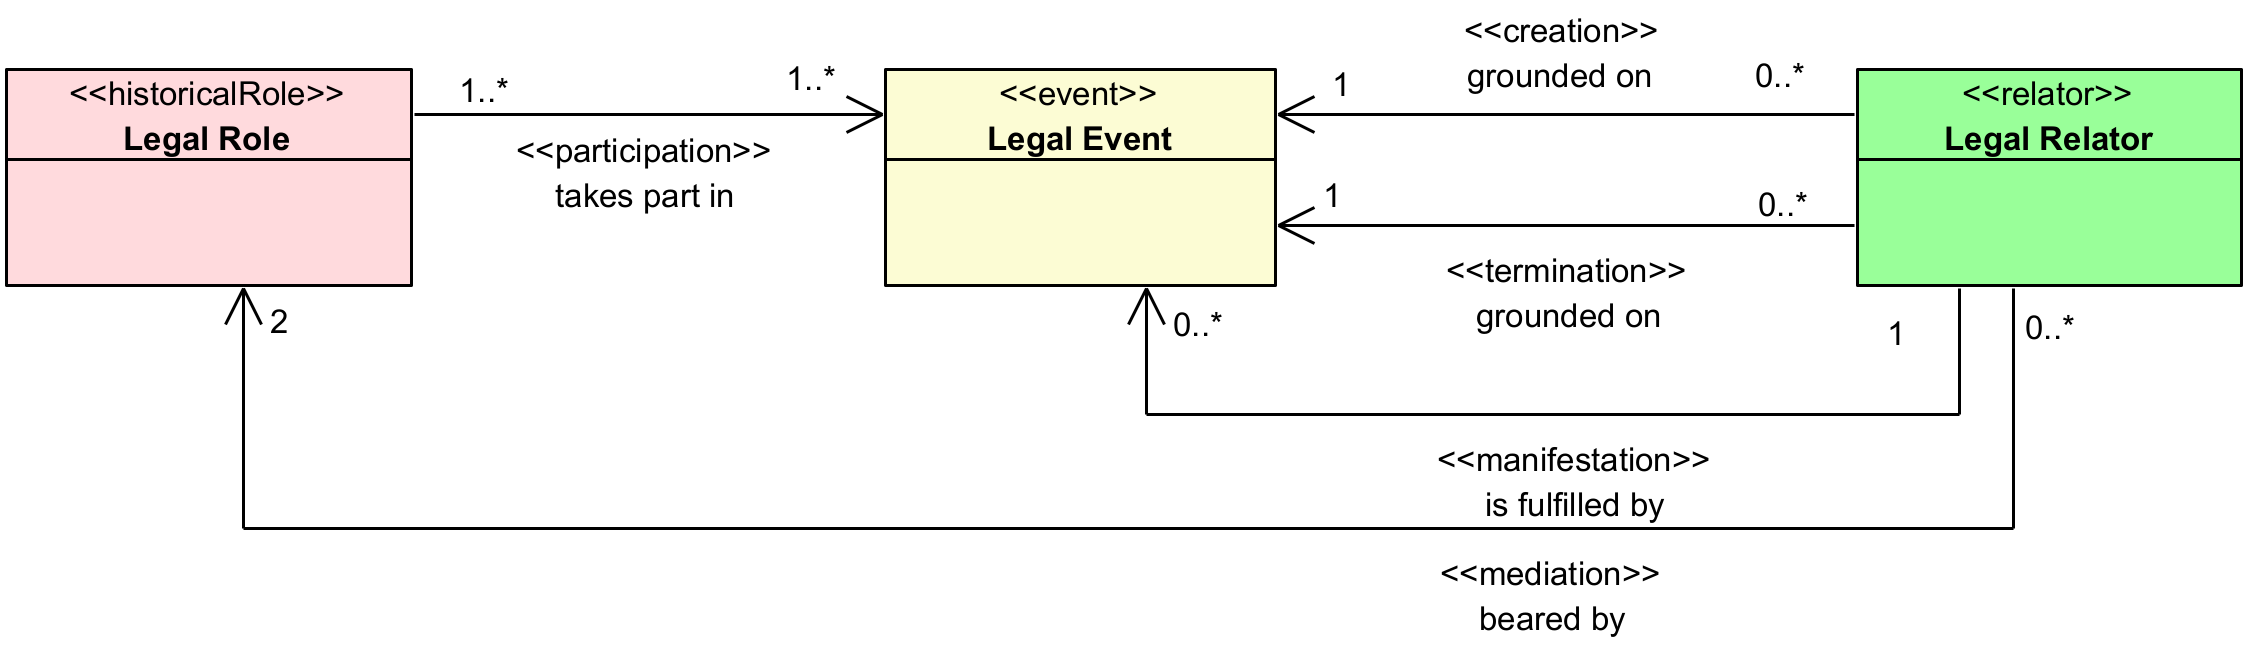 <<historicalRole>>
Legal Role
1..*
1..*
<<participation>>
takes part in
<<event>>
Legal Event
<<creation>>
grounded on
1
0..*
<<relator>>
Legal Relator
1
0..*
<<termination>>
grounded on
2
0..*
1
0..*
<<manifestation>>
is fulfilled by
<<mediation>>
beared by